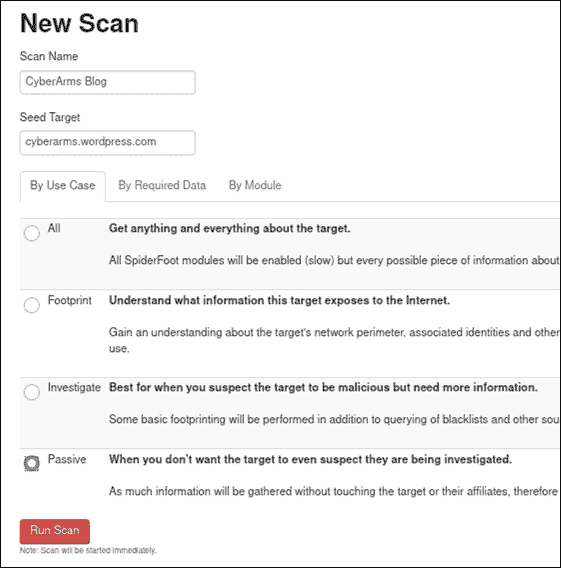 New Scan
Scan Name
CyberArms Blog
Seed Target
cyberarms.wordpress.com
By Use Case By Required Data By Module
All Get anything and everything about the target.
All SpiderFoot modules will be enabled (slow) but every possible piece of information about
Footprint Understand what information this target exposes to the Internet.
Gain an understanding about the target's network perimeter, associated identities and other
use.
Investigate Best for when you suspect the target to be malicious but need more information.
Some basic footprinting will be performed in addition to querying of blacklists and other sou
Passive When you don't want the target to even suspect they are being investigated.
As much information will be gathered without touching the target or their affiliates, therefore
Run Scan
Note: Scan will be started immediately.